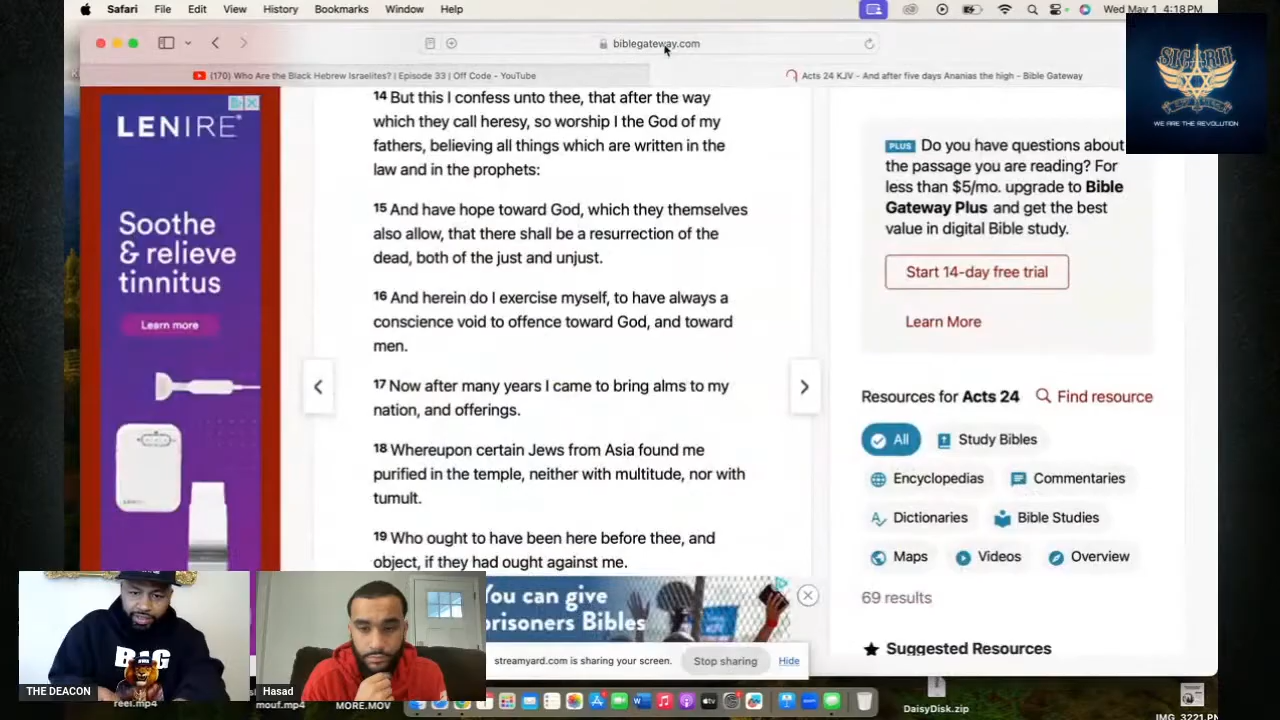 Safari File Edit View History Bookmarks Window Help
Wed May 1 4:18 PM
biblegateway.com
(170) Who Are the Black Hebrew Israelites? | Episode 33 | Off Code - YouTube
Acts 24 KJV - And after five days Ananias the high - Bible Gateway
SICARII
WE ARE THE REVOLUTION
LENIRE®
Soothe
& relieve
tinnitus
Learn more
14 But this I confess unto thee, that after the way
which they call heresy, so worship I the God of my
fathers, believing all things which are written in the
law and in the prophets:
15 And have hope toward God, which they themselves
also allow, that there shall be a resurrection of the
dead, both of the just and unjust.
16 And herein do I exercise myself, to have always a
conscience void to offence toward God, and toward
men.
17 Now after many years I came to bring alms to my
nation, and offerings.
18 Whereupon certain Jews from Asia found me
purified in the temple, neither with multitude, nor with
tumult.
19 Who ought to have been here before thee, and
object, if they had ought against me.
PLUS Do you have questions about
the passage you are reading? For
less than $5/mo. upgrade to Bible
Gateway Plus and get the best
value in digital Bible study.
Start 14-day free trial
Learn More
Resources for Acts 24 Find resource
All Study Bibles
Encyclopedias Commentaries
Dictionaries Bible Studies
Maps Videos Overview
69 results
★ Suggested Resources
You can give
prisoners Bibles
streamyard.com is sharing your screen. Stop sharing Hide
THE DEACON
Hasad
reel.mp4
mouf.mp4
MORE.MOV
DaisyDisk.zip
IMG_3221.PN